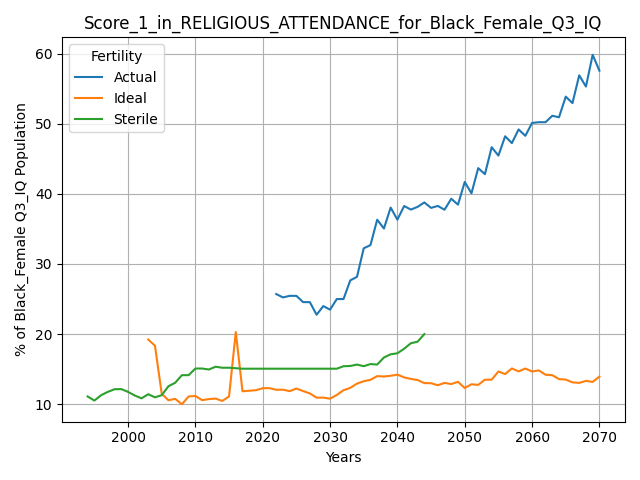 Score_1_in_RELIGIOUS_ATTENDANCE_for_Black_Female_Q3_IQ
Fertility
Actual
Ideal
Sterile
% of Black_Female Q3_IQ Population
60
50
40
30
20
10
2000 2010 2020 2030 2040 2050 2060 2070
Years